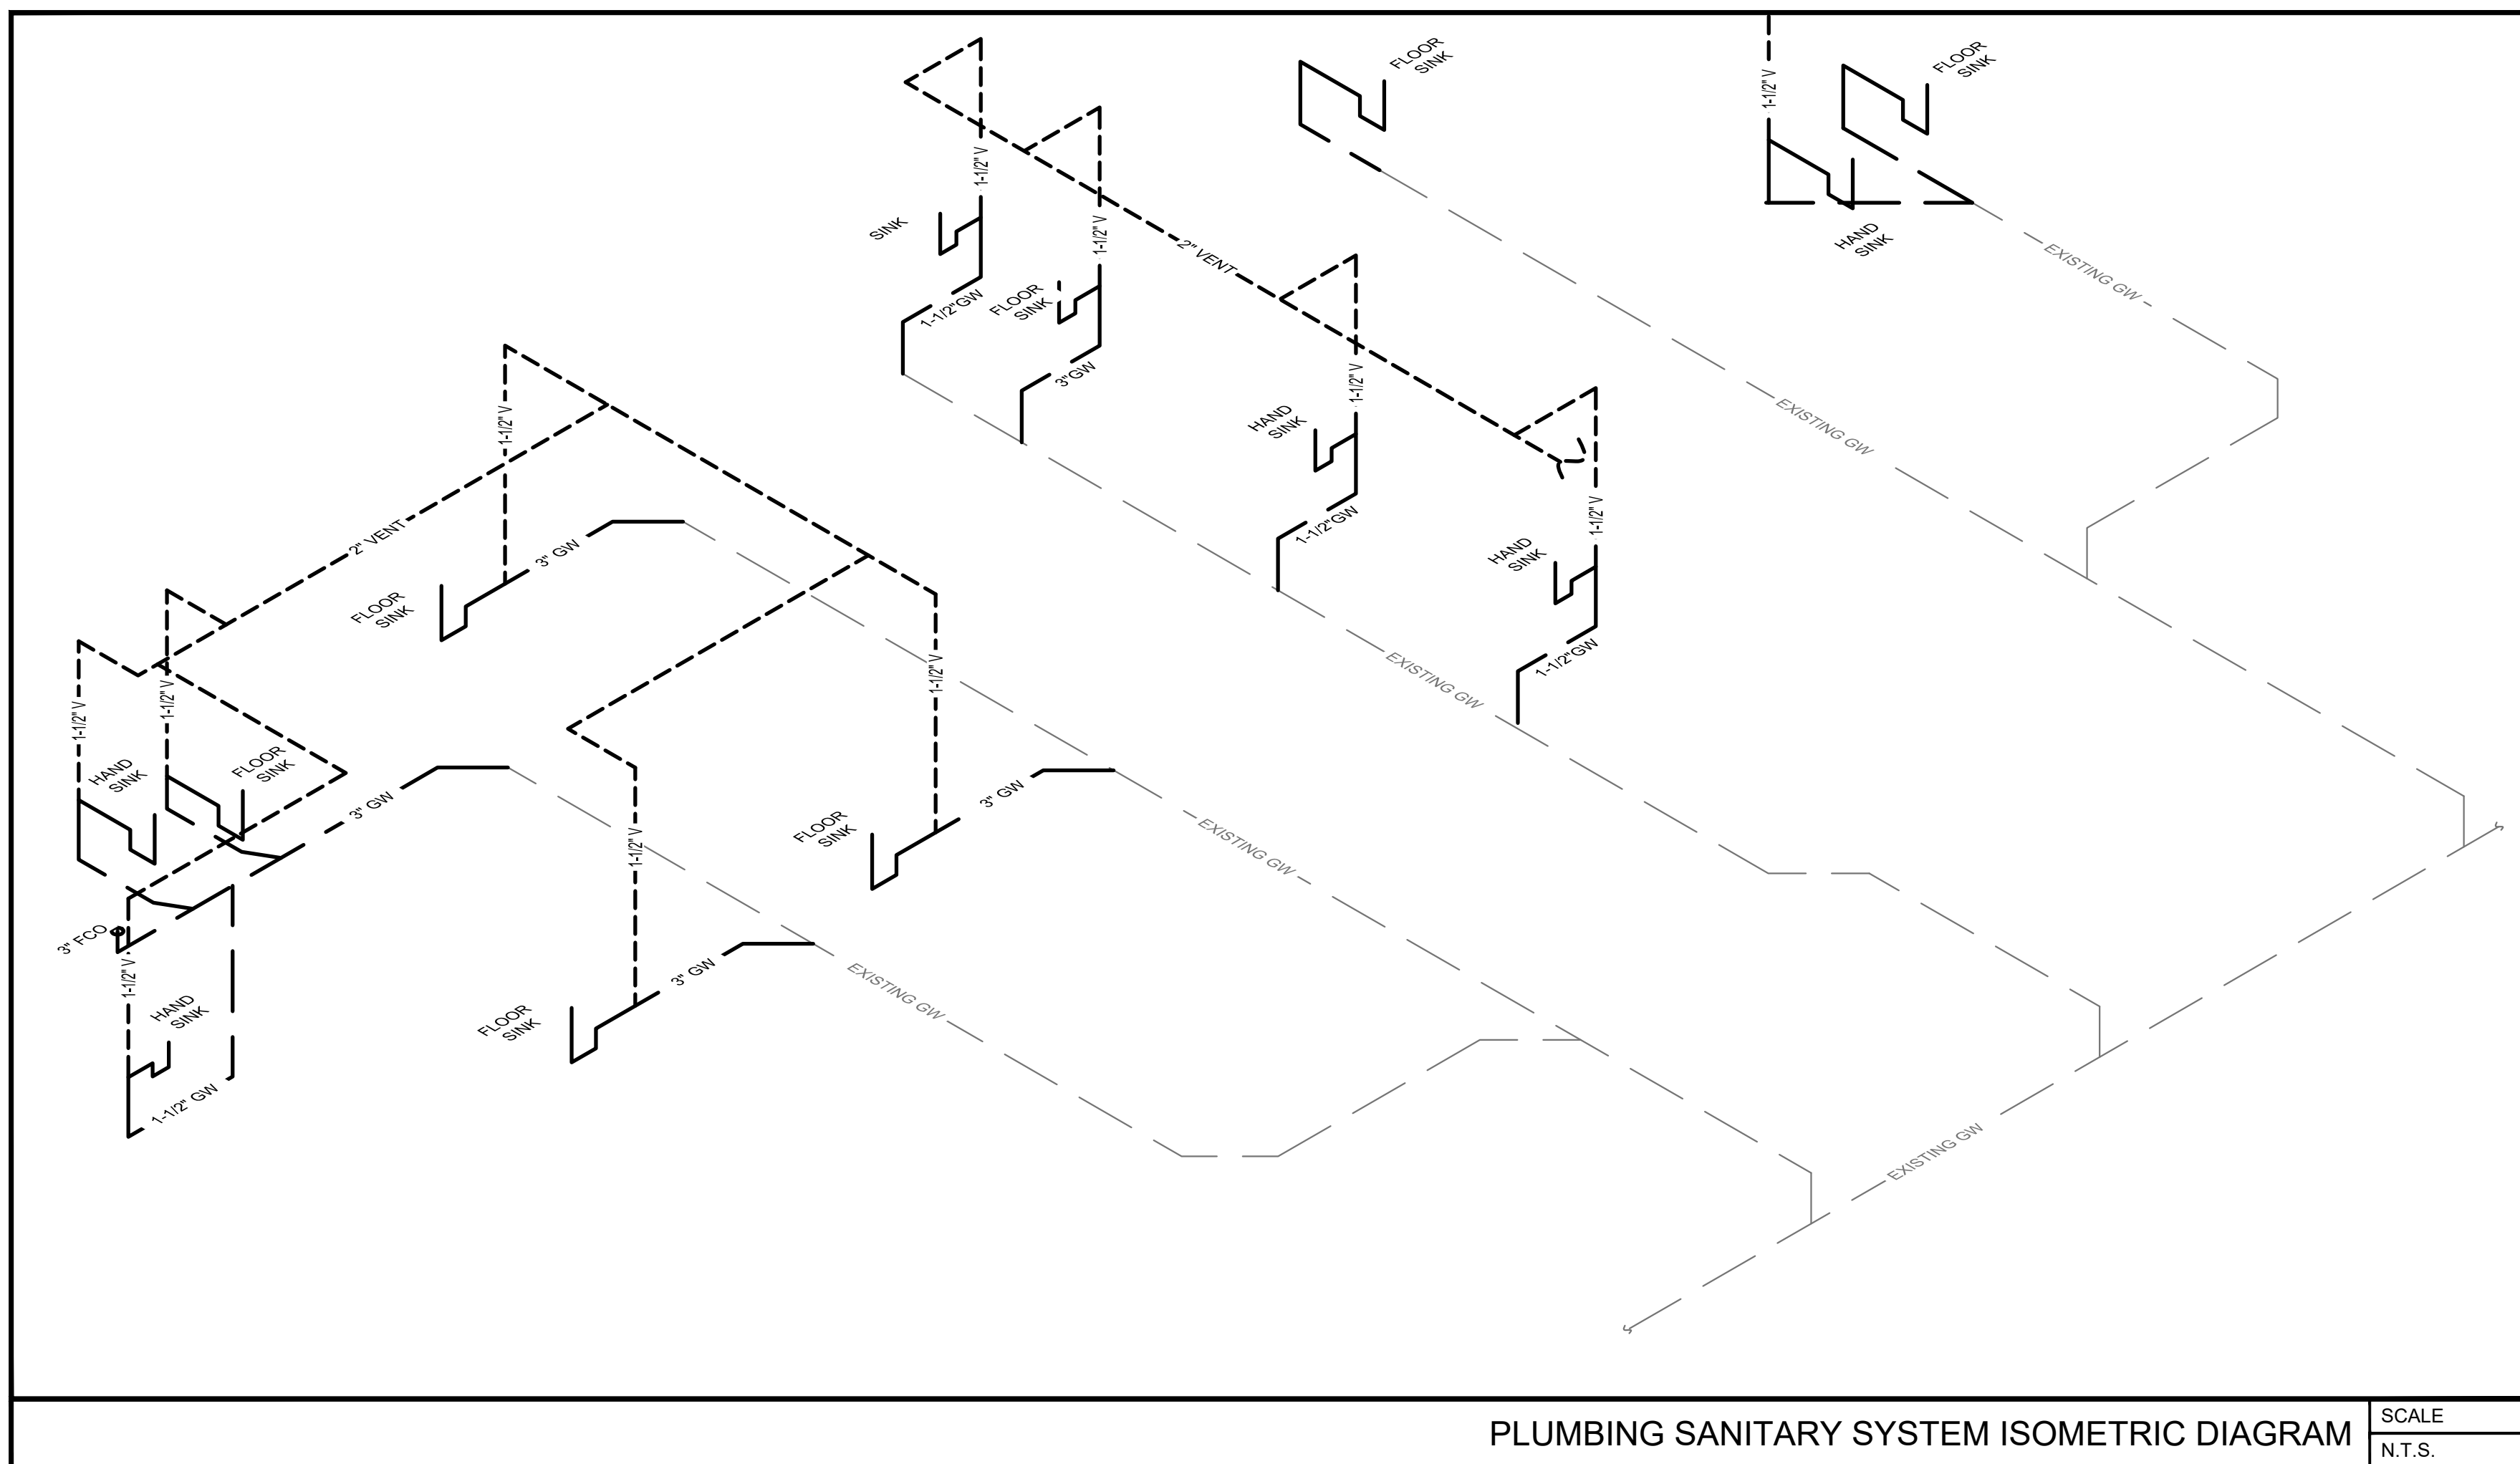 FLOOR
SINK
FLOOR
SINK
1-1/2" V
1-1/2" V
1-1/2" V
SINK
HAND
SINK
2" VENT
EXISTING GW
FLOOR
SINK
1-1/2"GW
3"GW
1-1/2" V
EXISTING GW
HAND
SINK
1-1/2" V
1-1/2" V
2" VENT
3" GW
1-1/2"GW
HAND
SINK
FLOOR
SINK
1-1/2"GW
EXISTING GW
1-1/2" V
1-1/2" V
1-1/2" V
HAND
SINK
FLOOR
SINK
3" GW
3" GW
FLOOR
SINK
1-1/2" V
EXISTING GW
3" FCO
1-1/2" V
3" GW
EXISTING GW
HAND
SINK
FLOOR
SINK
1-1/2" GW
EXISTING GW
PLUMBING SANITARY SYSTEM ISOMETRIC DIAGRAM
SCALE
N.T.S.